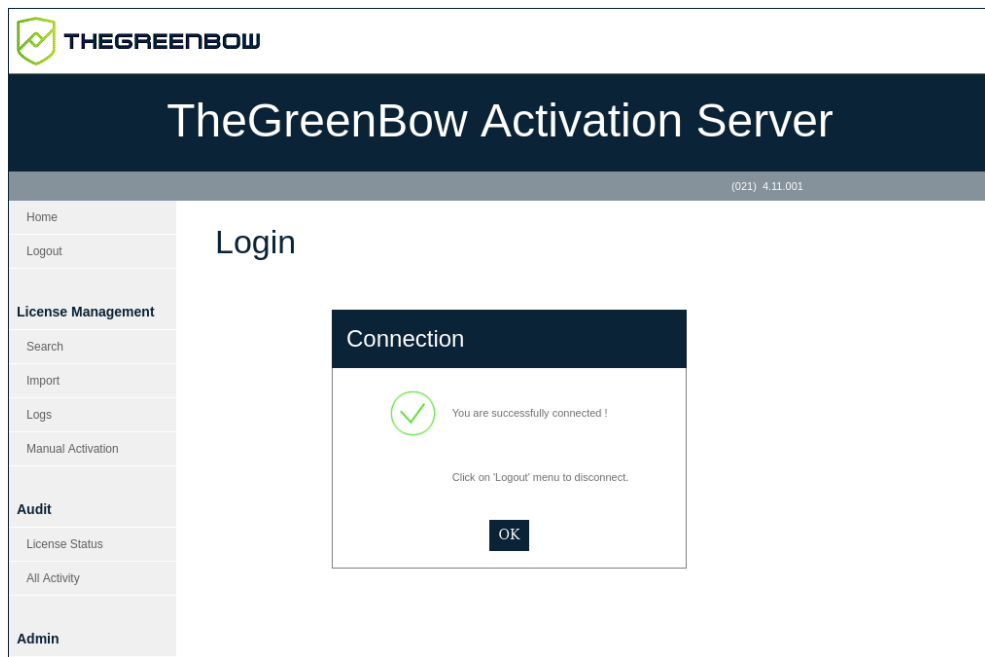 THEGREENBOW
TheGreenBow Activation Server
(021) 4.11.001
Home
Logout
License Management
Search
Import
Logs
Manual Activation
Audit
License Status
All Activity
Admin
Login
Connection
You are successfully connected !
Click on 'Logout' menu to disconnect.
OK